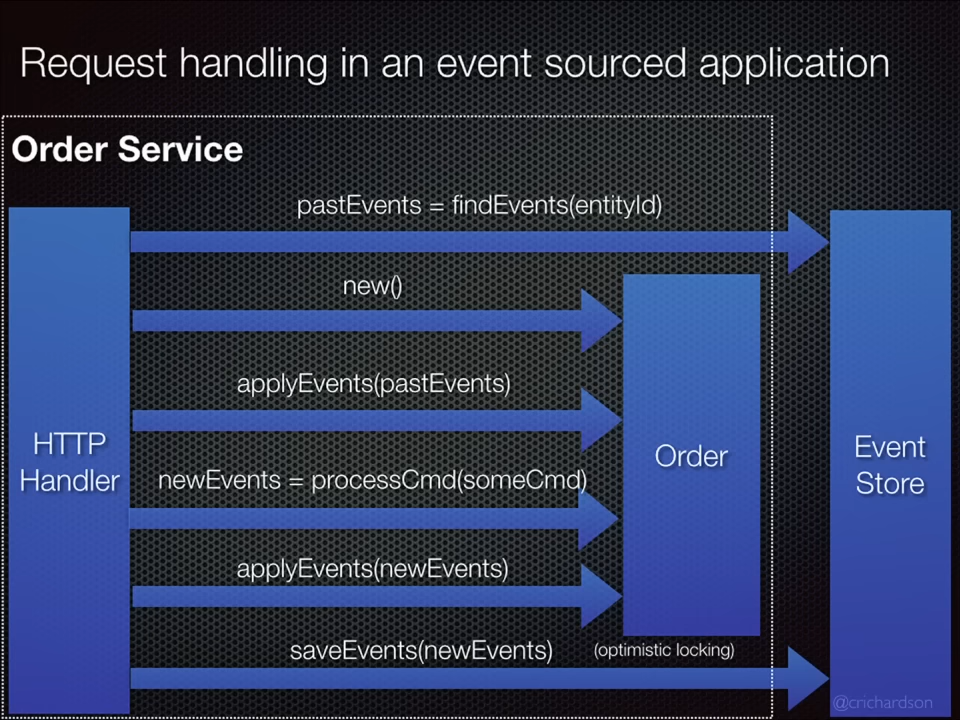 Request handling in an event sourced application
Order Service
pastEvents = findEvents(entityId)
new()
applyEvents(pastEvents)
HTTP
Handler
newEvents = processCmd(someCmd)
Order
Event
Store
applyEvents(newEvents)
saveEvents(newEvents)
(optimistic locking)
@crichardson